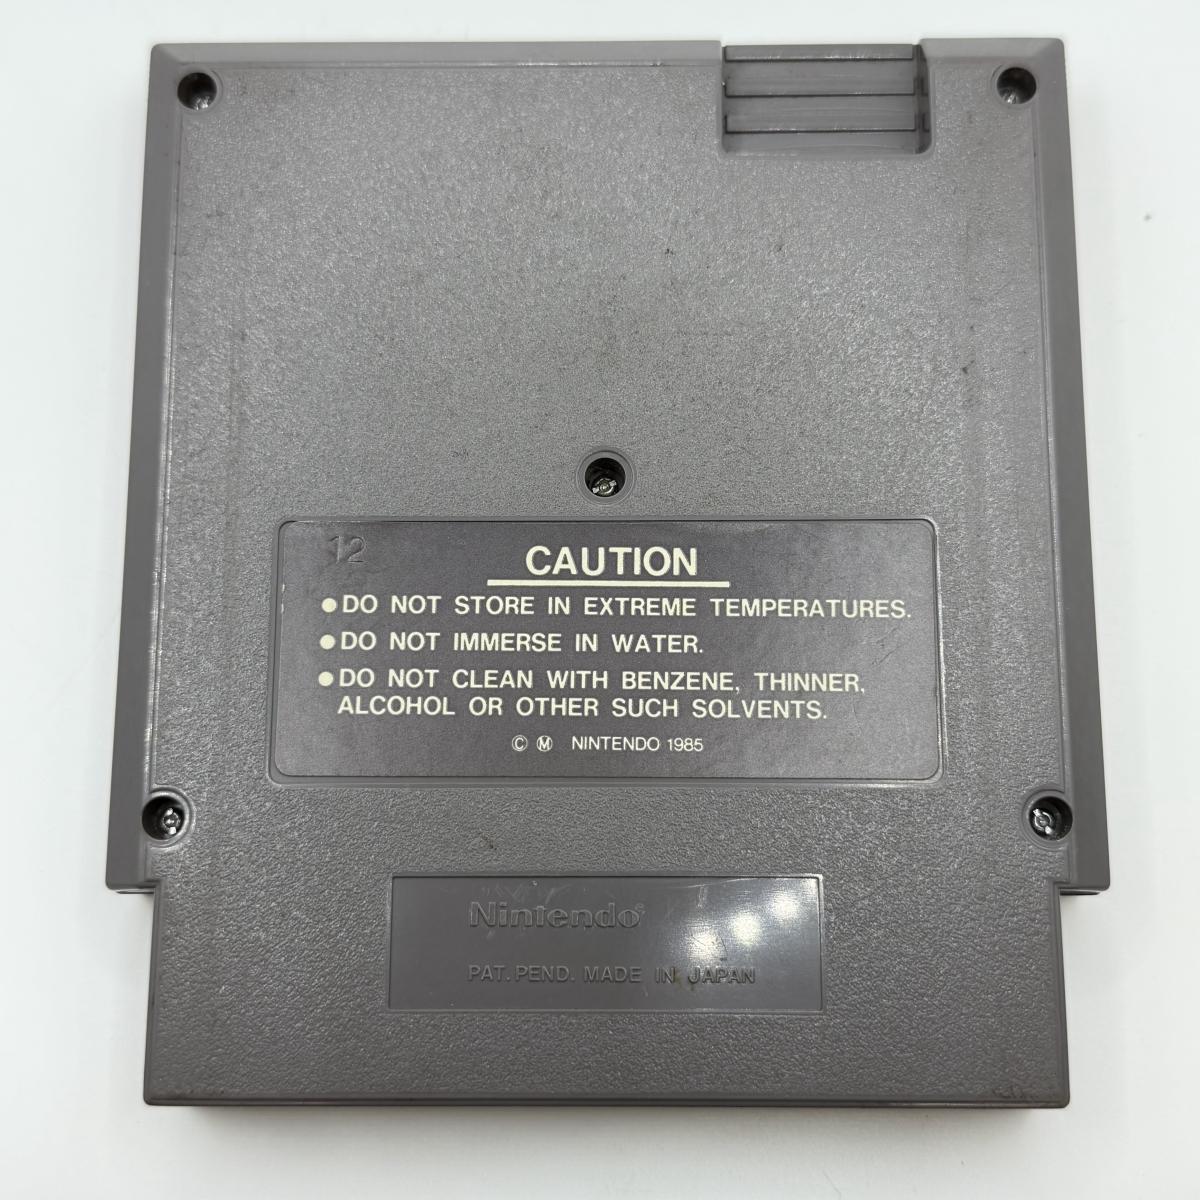 12
CAUTION
●DO NOT STORE IN EXTREME TEMPERATURES.
●DO NOT IMMERSE IN WATER.
●DO NOT CLEAN WITH BENZENE, THINNER,
ALCOHOL OR OTHER SUCH SOLVENTS.
© Ⓜ NINTENDO 1985
Nintendo®
PAT. PEND. MADE IN JAPAN